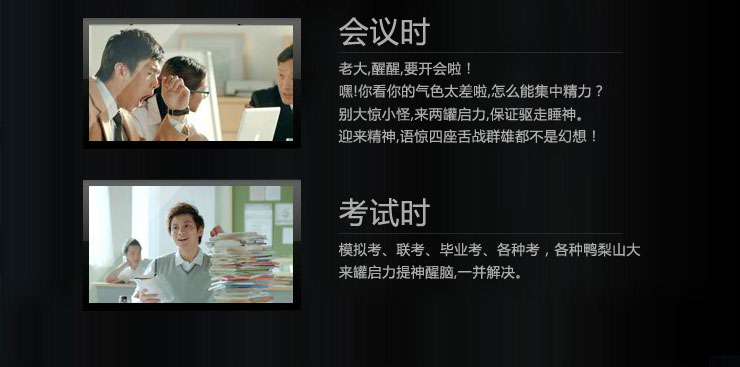 会议时
老大,醒醒,要开会啦！
嘿!你看你的气色太差啦,怎么能集中精力？
别大惊小怪,来两罐启力,保证驱走睡神。
迎来精神,语惊四座舌战群雄都不是幻想！
考试时
模拟考、联考、毕业考、各种考，各种鸭梨山大
来罐启力提神醒脑,一并解决。